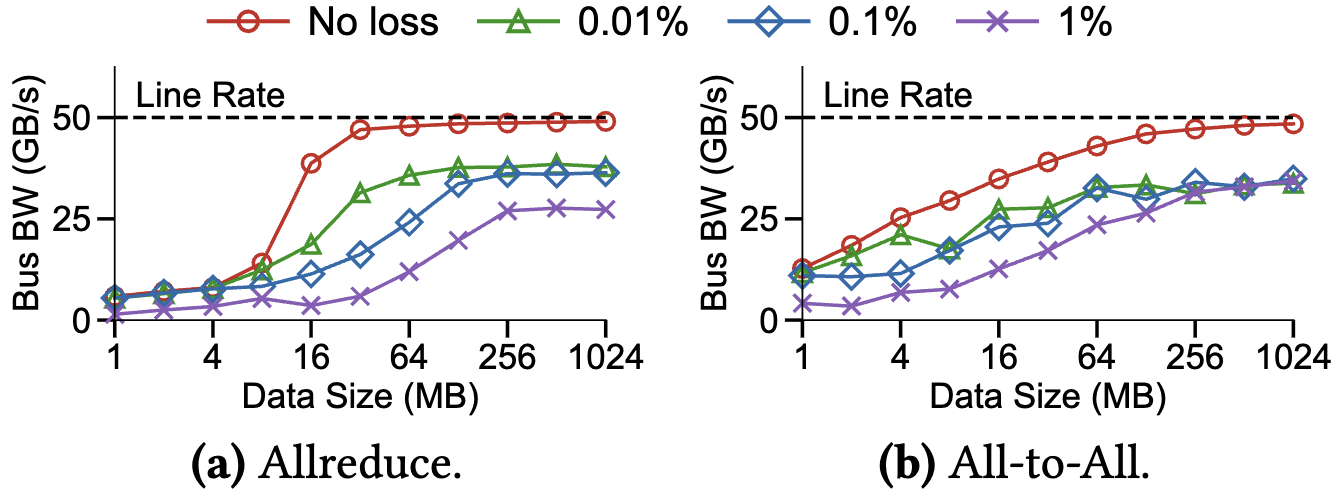 No loss 0.01% 0.1% 1%
Bus BW (GB/s)
50
25
0
Line Rate
1 4 16 64 256 1024
Data Size (MB)
(a) Allreduce.
Bus BW (GB/s)
50
25
0
Line Rate
1 4 16 64 256 1024
Data Size (MB)
(b) All-to-All.